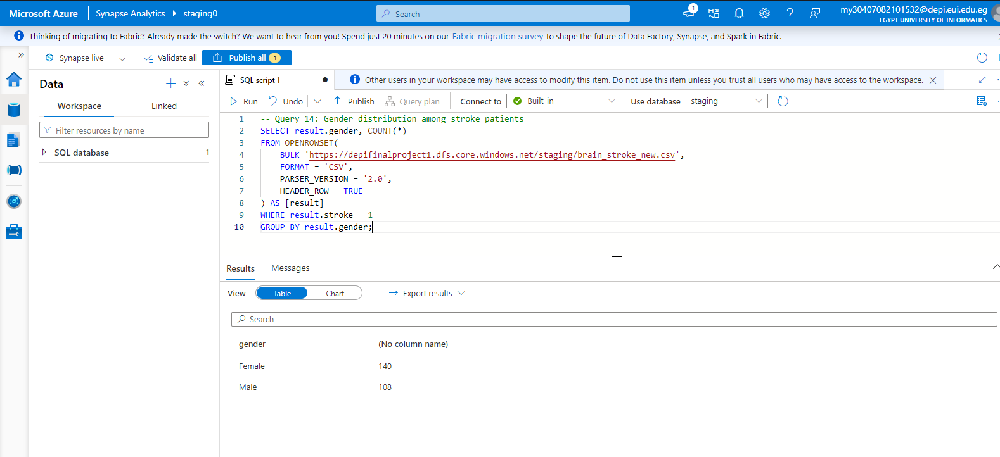 Microsoft Azure
Synapse Analytics
staging0
Search
1
my30407082101532@depi.eui.edu.eg
EGYPT UNIVERSITY OF INFORMATICS
Thinking of migrating to Fabric? Already made the switch? We want to hear from you! Spend just 20 minutes on our Fabric migration survey to shape the future of Data Factory, Synapse, and Spark in Fabric.
Synapse live
Validate all
Publish all 1
Data
Workspace
Linked
Filter resources by name
SQL database 1
SQL script 1
Other users in your workspace may have access to modify this item. Do not use this item unless you trust all users who may have access to the workspace.
Run
Undo
Publish
Query plan
Connect to
Built-in
Use database
staging
1 -- Query 14: Gender distribution among stroke patients
2 SELECT result.gender, COUNT(*)
3 FROM OPENROWSET(
4 BULK 'https://depifinalproject1.dfs.core.windows.net/staging/brain_stroke_new.csv',
5 FORMAT = 'CSV',
6 PARSER_VERSION = '2.0',
7 HEADER_ROW = TRUE
8 ) AS [result]
9 WHERE result.stroke = 1
10 GROUP BY result.gender;
Results
Messages
View
Table
Chart
Export results
Search
gender (No column name)
Female 140
Male 108